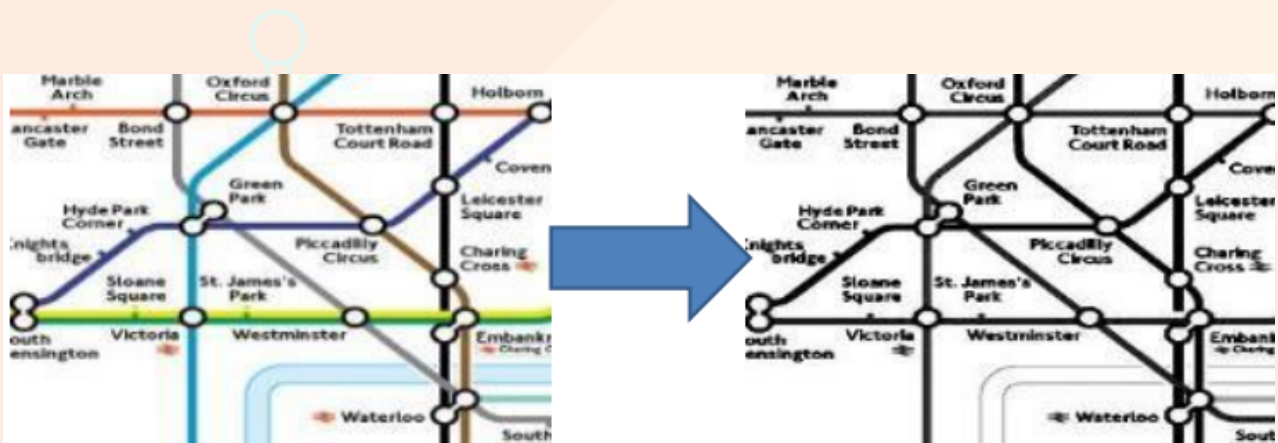 Marble
Arch
Oxford
Circus
Holborn
ancaster
Gate
Bond
Street
Tottenham
Court Road
Coven
Green
Park
Leicester
Square
Hyde Park
Corner
nights
bridge
Piccadilly
Circus
Charing
Cross
Sloane
Square
St. James's
Park
Victoria
Westminster
Embank
outh
ensington
Waterloo
South
Marble
Arch
Oxford
Circus
Holborn
ancaster
Gate
Bond
Street
Tottenham
Court Road
Coven
Green
Park
Leicester
Square
Hyde Park
Corner
nights
bridge
Piccadilly
Circus
Charing
Cross
Sloane
Square
St. James's
Park
Victoria
Westminster
Embank
Charing
outh
ensington
Waterloo
South